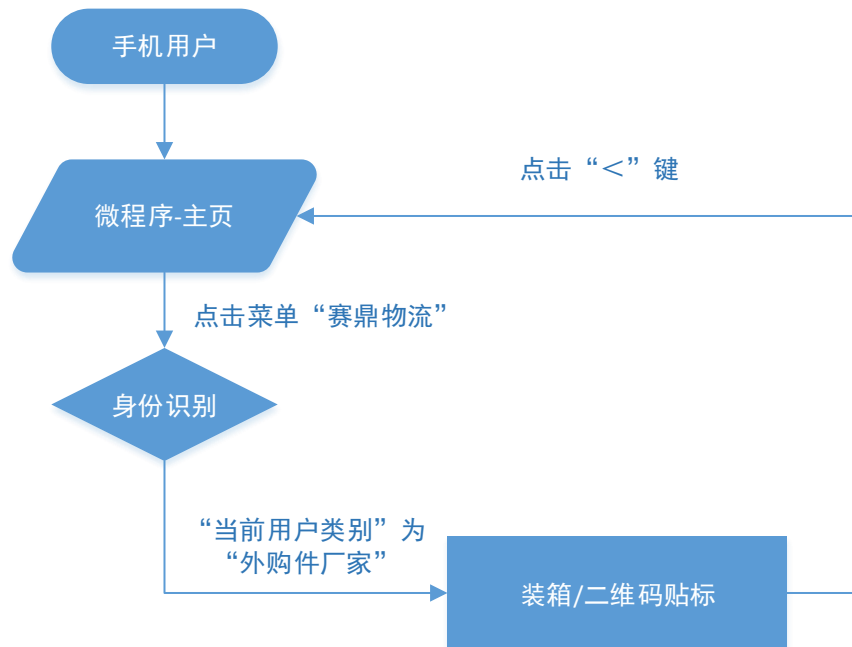 手机用户
点击“<”键
微程序-主页
点击菜单“赛鼎物流”
身份识别
“当前用户类别”为
“外购件厂家”
装箱/二维码贴标